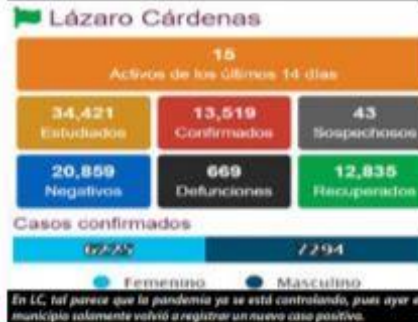 Lázaro Cárdenas
15
Activos de los últimos 14 días
34,421
Estudiados
13,519
Confirmados
43
Sospechosos
20,859
Negativos
669
Defunciones
12,835
Recuperados
Casos confirmados
6225 7294
Femenino Masculino
En LC, tal parece que la pandemia ya se está controlando, pues ayer el
municipio solamente volvió a registrar un nuevo caso positivo.